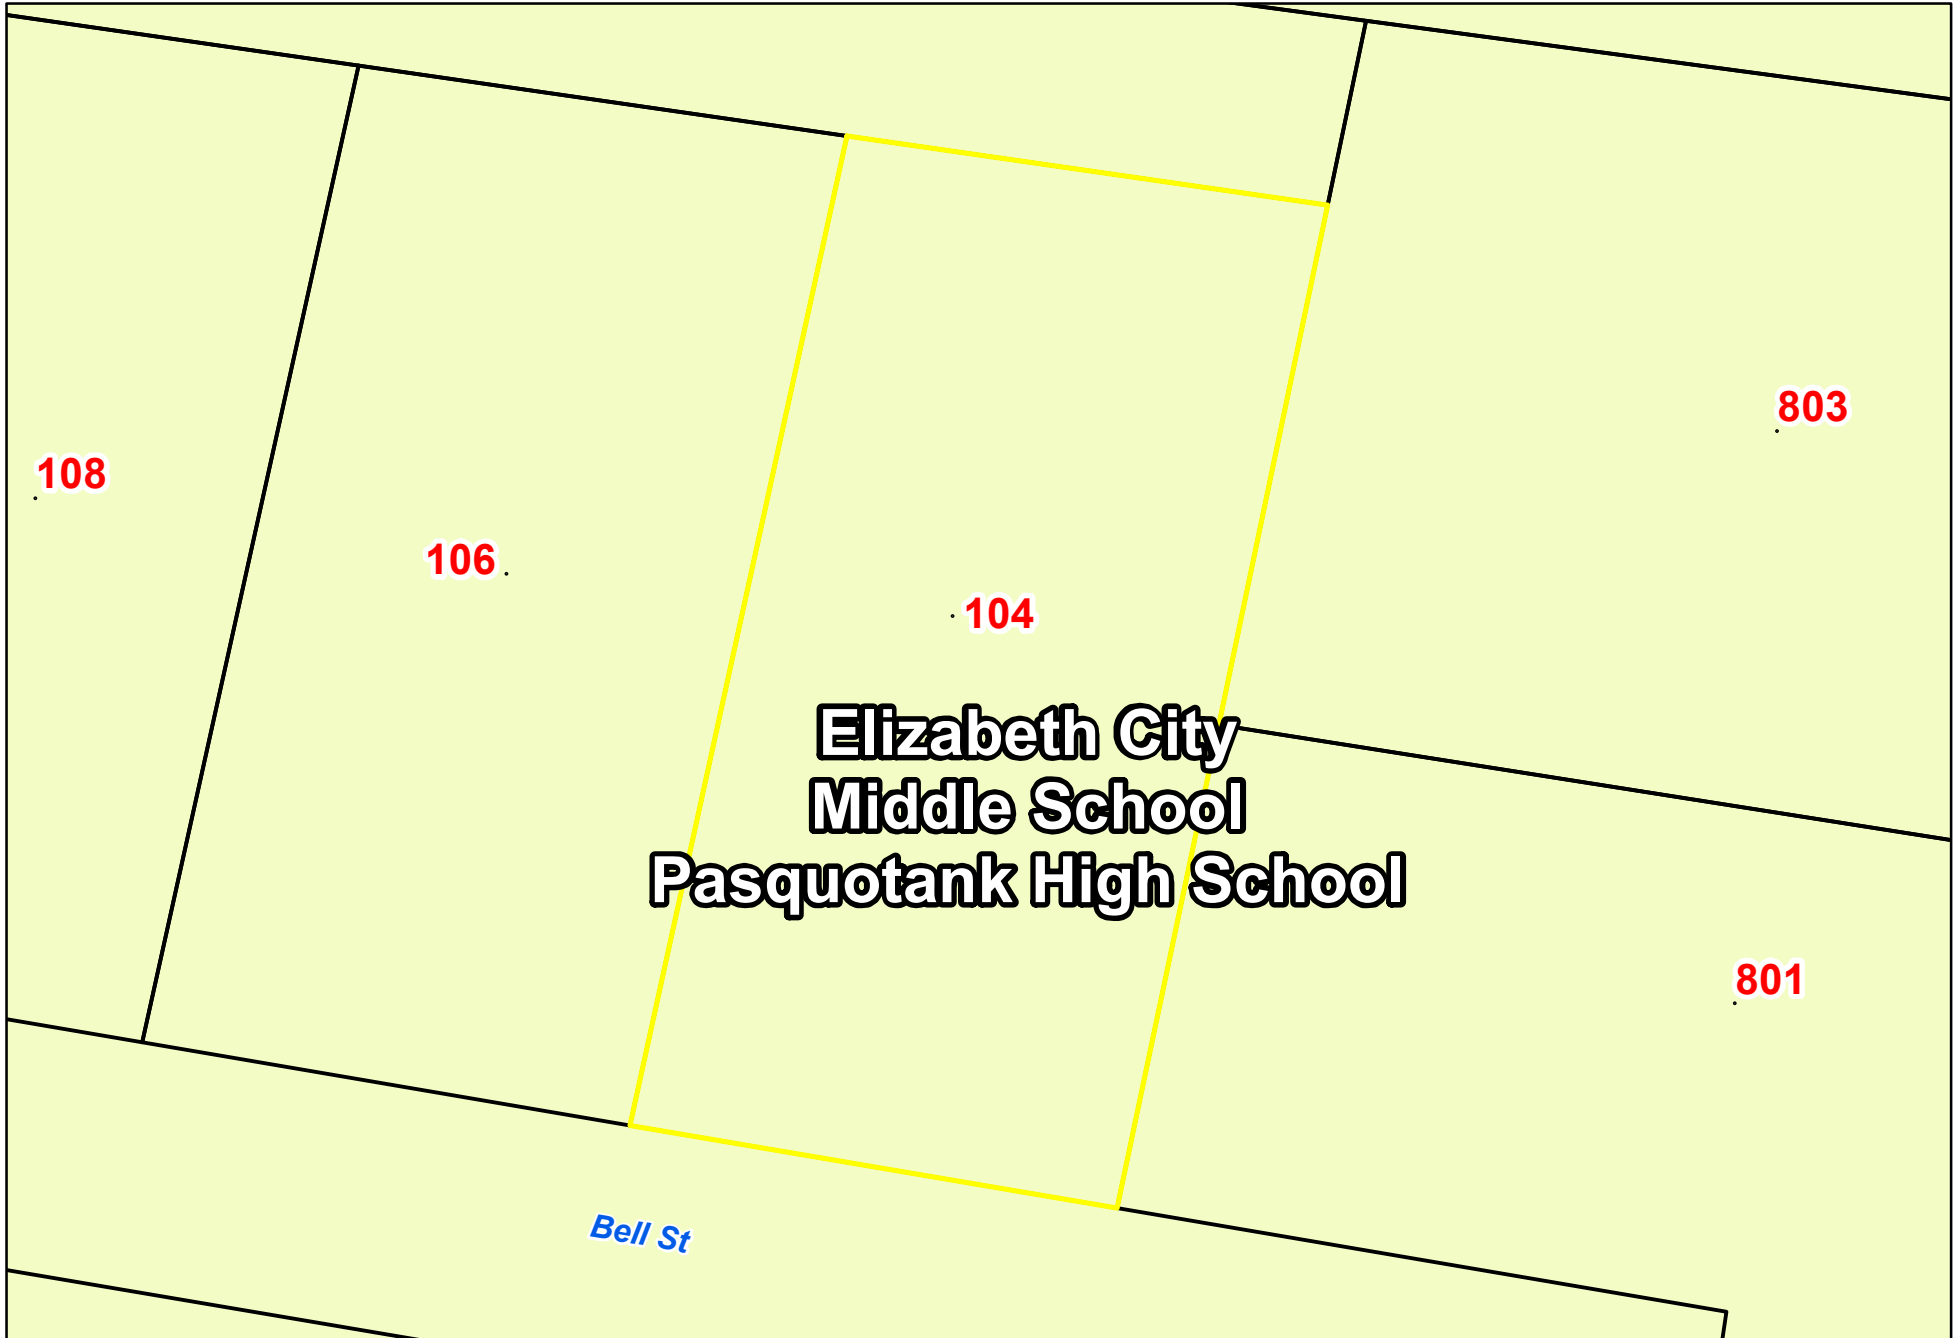 803
108
106
104
Elizabeth City
Middle School
Pasquotank High School
801
Bell St